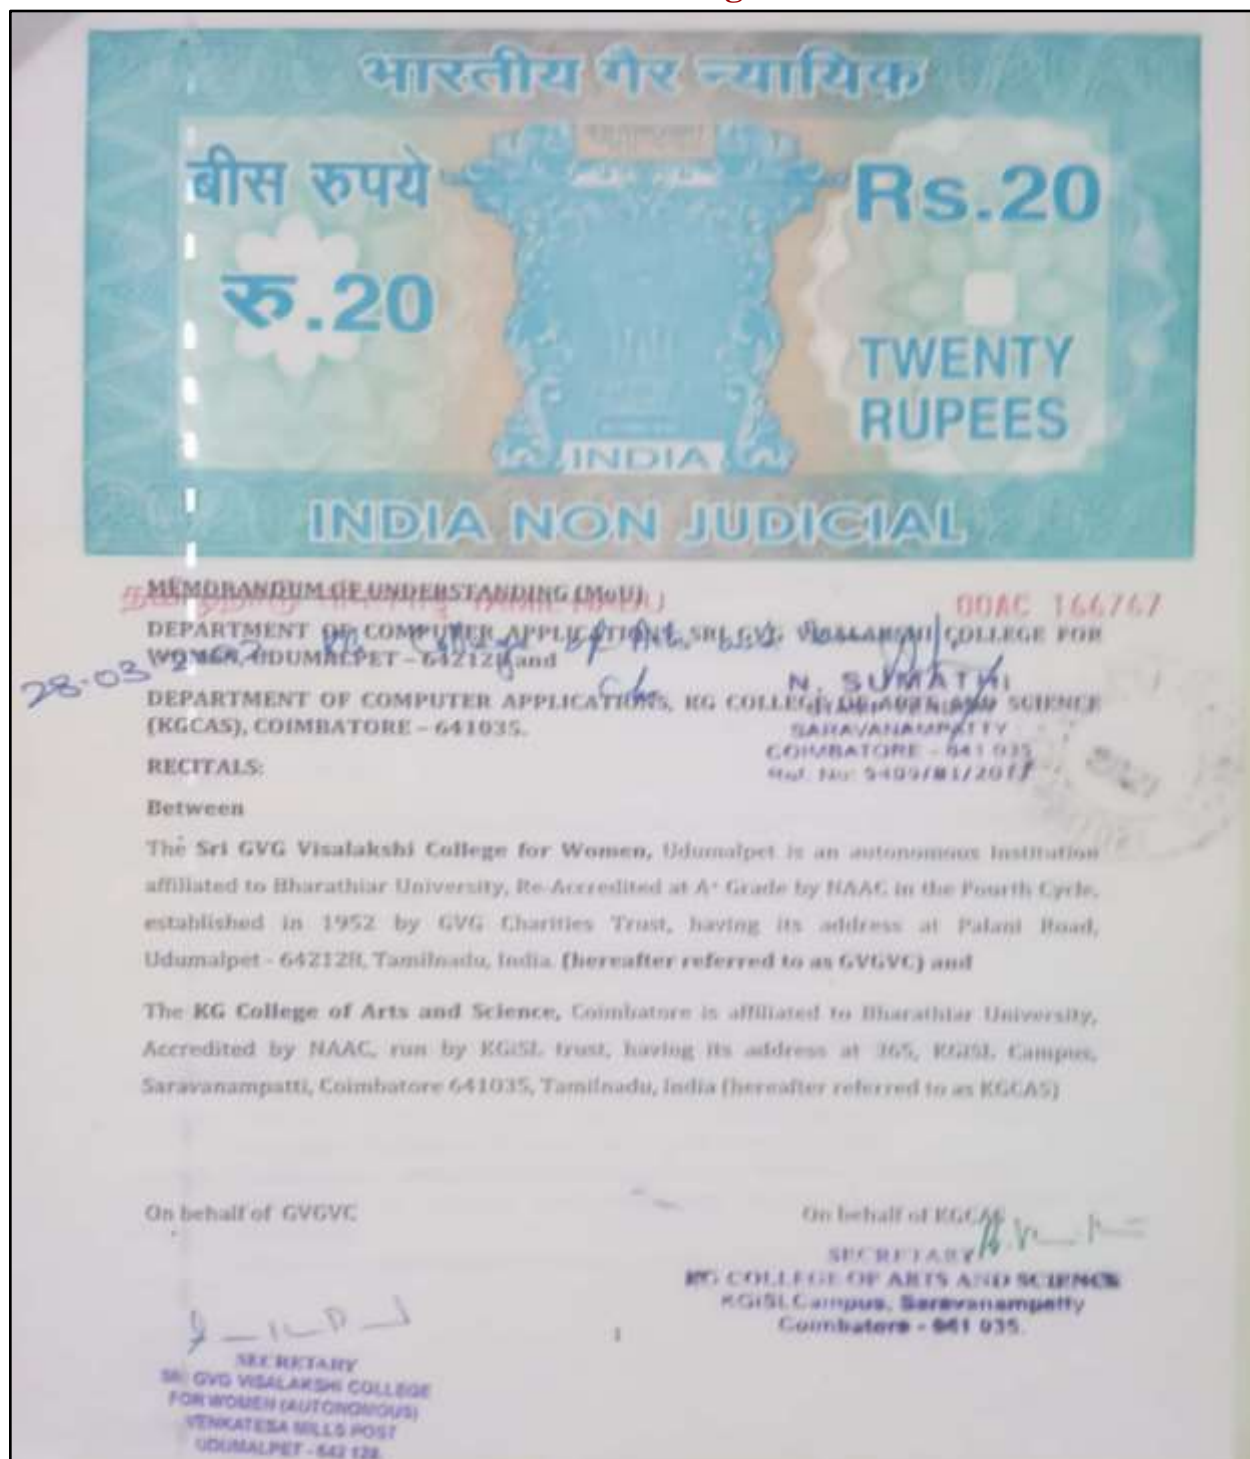 भारतीय गैर न्यायिक
बीस रुपये
Rs.20
रु.20
TWENTY
RUPEES
INDIA
INDIA NON JUDICIAL
MEMORANDUM OF UNDERSTANDING (MoU)
00AC 166767
DEPARTMENT OF COMPUTER APPLICATIONS, SRI GVG VISALAKSHI COLLEGE FOR
WOMEN, UDUMALPET – 642128 and
28-03-
N. SUMATHI
DEPARTMENT OF COMPUTER APPLICATIONS, KG COLLEGE OF ARTS AND SCIENCE
(KGCAS), COIMBATORE – 641035.
SARAVANAMPATTY
COIMBATORE - 641 035
RECITALS:
Between
The Sri GVG Visalakshi College for Women, Udumalpet is an autonomous Institution
affiliated to Bharathiar University, Re-Accredited at A+ Grade by NAAC in the Fourth Cycle,
established in 1952 by GVG Charities Trust, having its address at Palani Road,
Udumalpet - 642128, Tamilnadu, India. (hereafter referred to as GVGVC) and
The KG College of Arts and Science, Coimbatore is affiliated to Bharathiar University,
Accredited by NAAC, run by KGiSL trust, having its address at 365, KGiSL Campus,
Saravanampatti, Coimbatore 641035, Tamilnadu, India (hereafter referred to as KGCAS)
On behalf of GVGVC
On behalf of KGCAS
SECRETARY
KG COLLEGE OF ARTS AND SCIENCE
KGiSL Campus, Saravanampatty
Coimbatore - 641 035.
1
SECRETARY
SRI GVG VISALAKSHI COLLEGE
FOR WOMEN (AUTONOMOUS)
VENKATESA MILLS POST
UDUMALPET - 642 128.